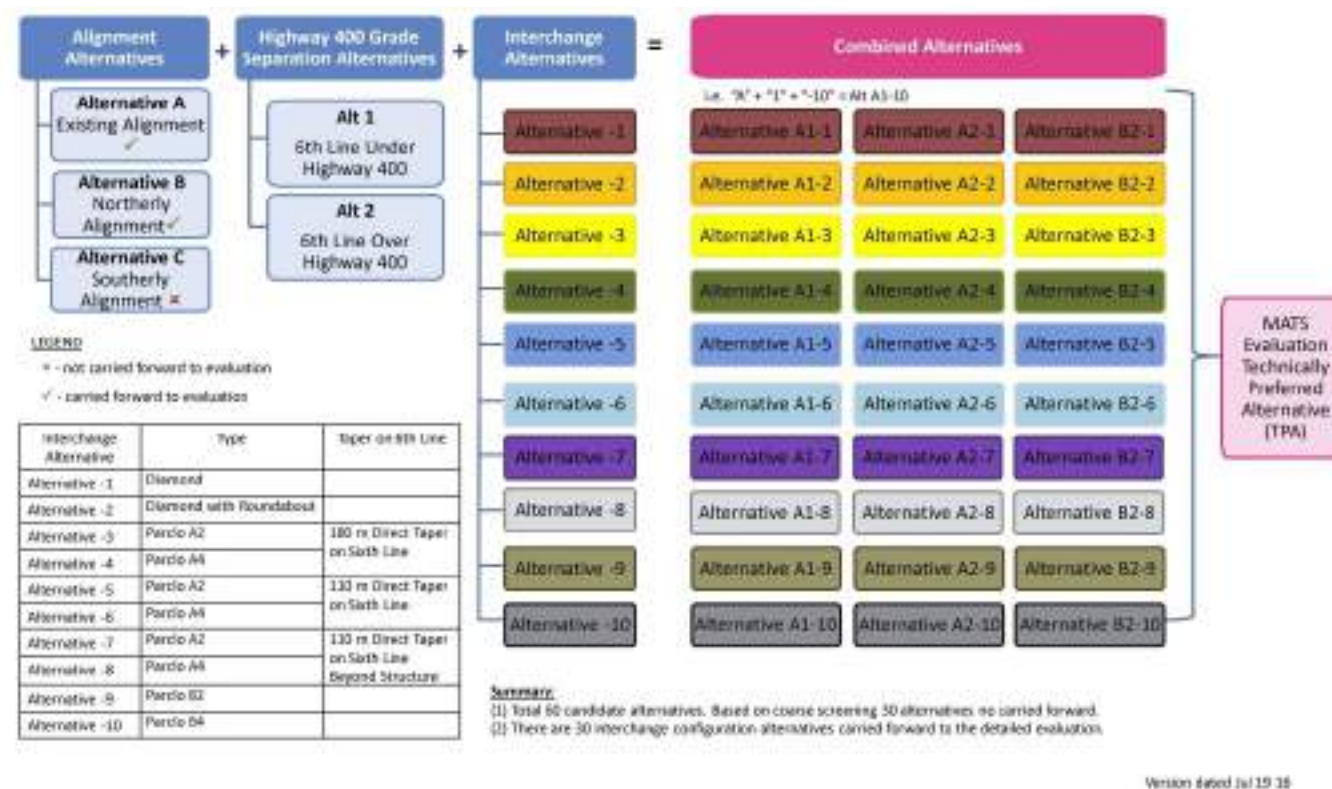 Alignment
Alternatives
+
Highway 400 Grade
Separation Alternatives
+
Interchange
Alternatives
=
Combined Alternatives
i.e. "A" + "1" + "-10" = Alt A1-10
Alternative A
Existing Alignment
✓
Alternative B
Northerly
Alignment ✓
Alternative C
Southerly
Alignment ×
Alt 1
6th Line Under
Highway 400
Alt 2
6th Line Over
Highway 400
Alternative -1
Alternative -2
Alternative -3
Alternative -4
Alternative -5
Alternative -6
Alternative -7
Alternative -8
Alternative -9
Alternative -10
Alternative A1-1 Alternative A2-1 Alternative B2-1
Alternative A1-2 Alternative A2-2 Alternative B2-2
Alternative A1-3 Alternative A2-3 Alternative B2-3
Alternative A1-4 Alternative A2-4 Alternative B2-4
Alternative A1-5 Alternative A2-5 Alternative B2-5
Alternative A1-6 Alternative A2-6 Alternative B2-6
Alternative A1-7 Alternative A2-7 Alternative B2-7
Alternative A1-8 Alternative A2-8 Alternative B2-8
Alternative A1-9 Alternative A2-9 Alternative B2-9
Alternative A1-10 Alternative A2-10 Alternative B2-10
MATS
Evaluation
Technically
Preferred
Alternative
(TPA)
LEGEND
× - not carried forward to evaluation
✓ - carried forward to evaluation
Interchange
Alternative
Type
Taper on 6th Line
Alternative -1 Diamond
Alternative -2 Diamond with Roundabout
Alternative -3 Parclo A2
Alternative -4 Parclo A4
180 m Direct Taper
on Sixth Line
Alternative -5 Parclo A2
Alternative -6 Parclo A4
110 m Direct Taper
on Sixth Line
Alternative -7 Parclo A2
Alternative -8 Parclo A4
110 m Direct Taper
on Sixth Line
Beyond Structure
Alternative -9 Parclo B2
Alternative -10 Parclo B4
Summary:
(1) Total 60 candidate alternatives. Based on coarse screening 30 alternatives no carried forward.
(2) There are 30 interchange configuration alternatives carried forward to the detailed evaluation.
Version dated Jul 19 16